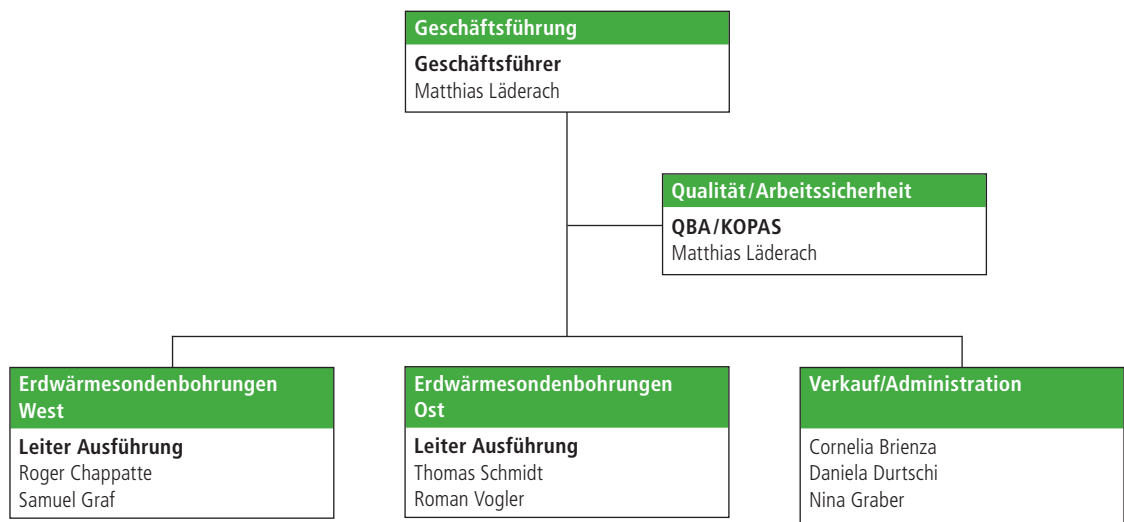 Geschäftsführung
Geschäftsführer
Matthias Läderach
Qualität/Arbeitssicherheit
QBA/KOPAS
Matthias Läderach
Erdwärmesondenbohrungen
West
Leiter Ausführung
Roger Chappatte
Samuel Graf
Erdwärmesondenbohrungen
Ost
Leiter Ausführung
Thomas Schmidt
Roman Vogler
Verkauf/Administration
Cornelia Brienza
Daniela Durtschi
Nina Graber